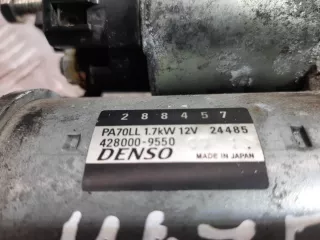 288457
PA70LL 1.7kW 12V 24485
428000-9550
DENSO MADE IN JAPAN